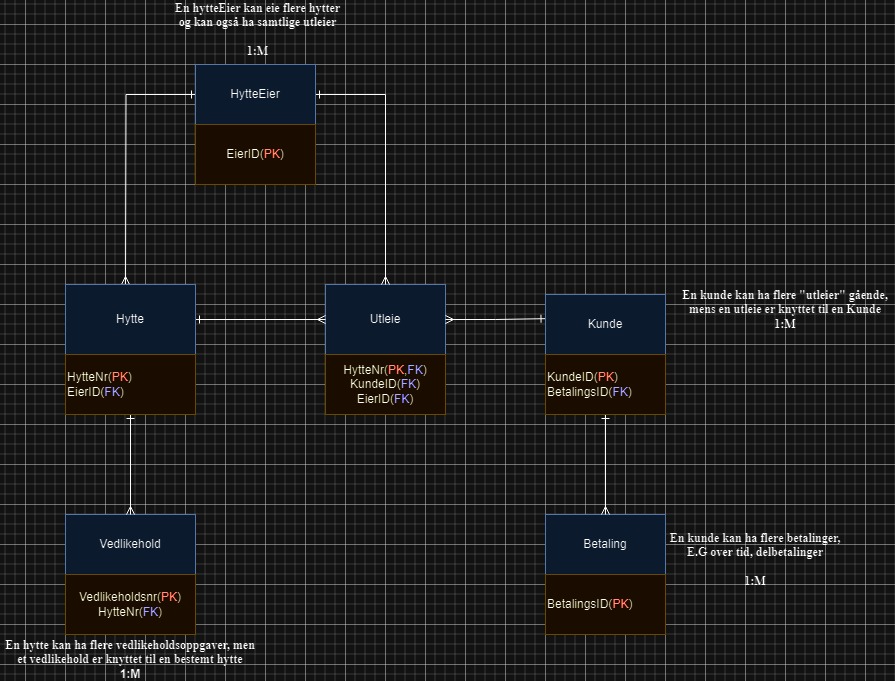 En hytteEier kan eie flere hytter
og kan også ha samtlige utleier
1:M
HytteEier
EierID(PK)
Hytte
HytteNr(PK)
EierID(FK)
Utleie
HytteNr(PK,FK)
KundeID(FK)
EierID(FK)
Kunde
KundeID(PK)
BetalingsID(FK)
En kunde kan ha flere "utleier" gående,
mens en utleie er knyttet til en Kunde
1:M
Vedlikehold
Vedlikeholdsnr(PK)
HytteNr(FK)
En hytte kan ha flere vedlikeholdsoppgaver, men
et vedlikehold er knyttet til en bestemt hytte
1:M
Betaling
BetalingsID(PK)
En kunde kan ha flere betalinger,
E.G over tid, delbetalinger
1:M